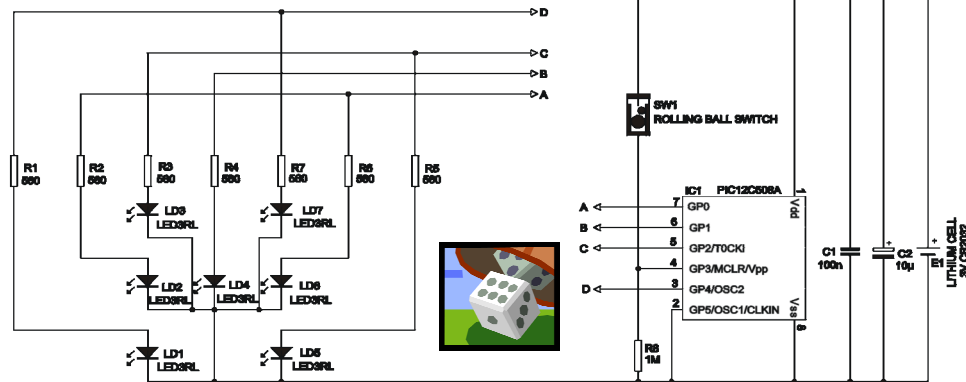 D
C
B
A
SW1
ROLLING BALL SWITCH
R1
560
R2
560
R3
560
R4
560
R7
560
R6
560
R5
560
LD3
LED3RL
LD7
LED3RL
LD2
LED3RL
LD4
LED3RL
LD6
LED3RL
LD1
LED3RL
LD5
LED3RL
IC1 PIC12C508A
A 7 GP0
B 6 GP1
C 5 GP2/T0CKI
4 GP3/MCLR/Vpp
D 3 GP4/OSC2
2 GP5/OSC1/CLKIN
1
Vdd
Vss
8
R8
1M
C1
100n
+
C2
10µ
+
E1
LITHIUM CELL
3V CR2032